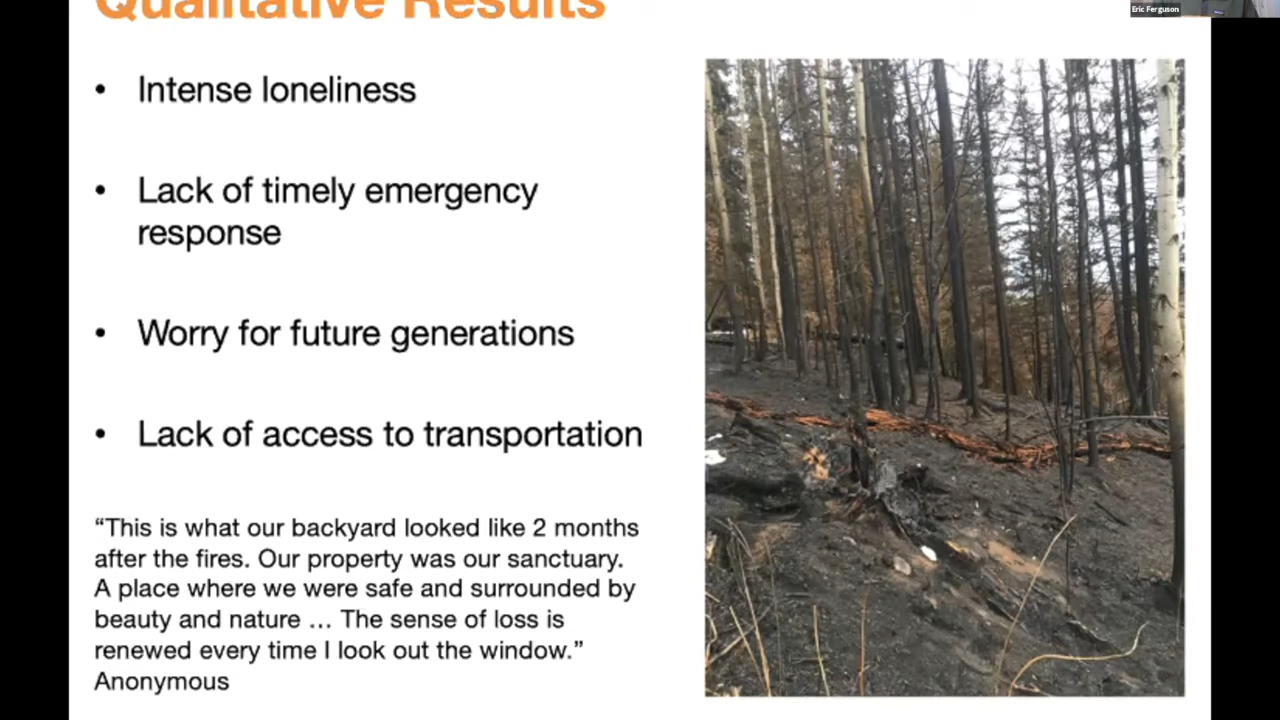 Qualitative Results
Eric Ferguson
• Intense loneliness
• Lack of timely emergency
response
• Worry for future generations
• Lack of access to transportation
“This is what our backyard looked like 2 months
after the fires. Our property was our sanctuary.
A place where we were safe and surrounded by
beauty and nature … The sense of loss is
renewed every time I look out the window.”
Anonymous